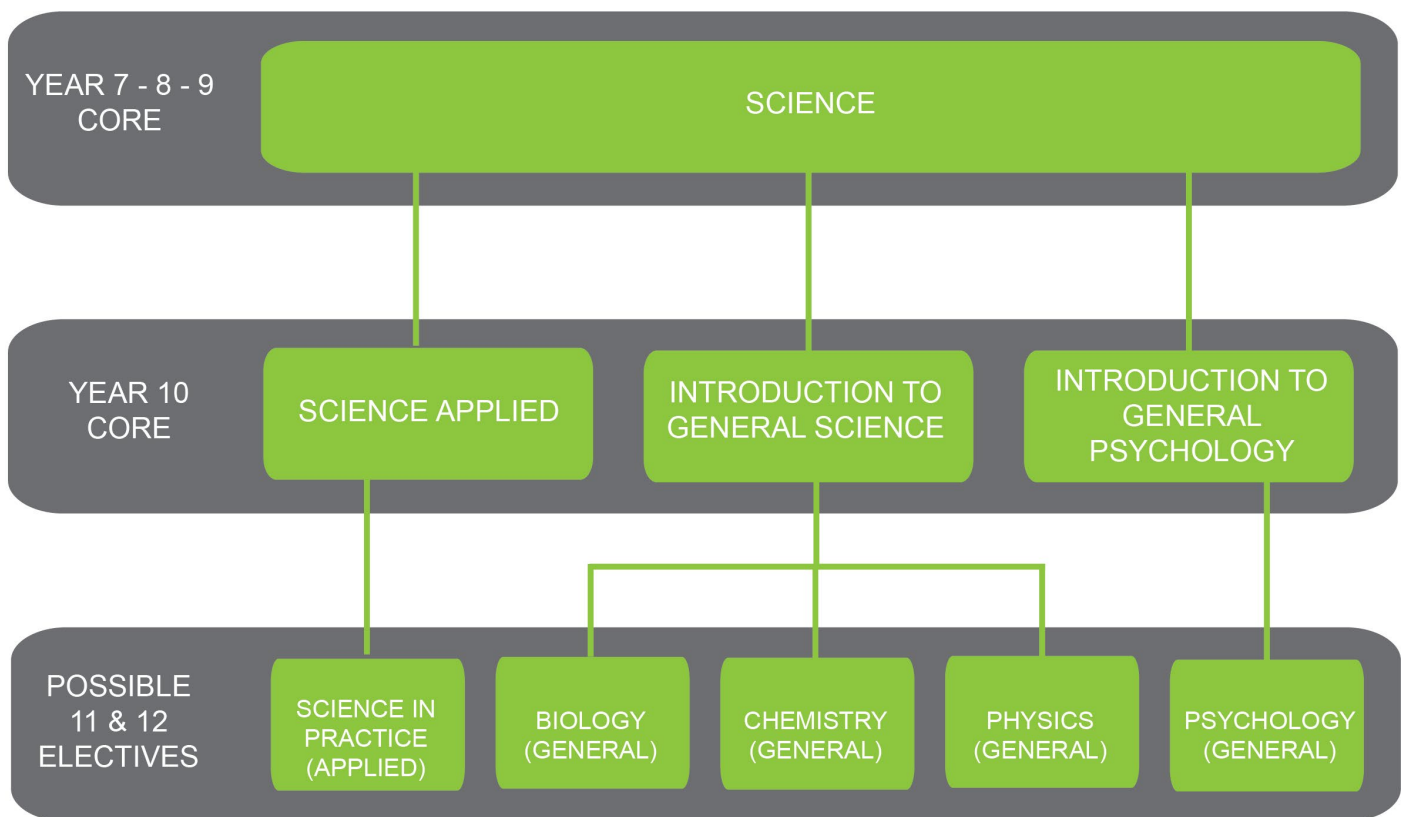 YEAR 7 - 8 - 9
CORE
SCIENCE
YEAR 10
CORE
SCIENCE APPLIED
INTRODUCTION TO
GENERAL SCIENCE
INTRODUCTION TO
GENERAL
PSYCHOLOGY
POSSIBLE
11 & 12
ELECTIVES
SCIENCE IN
PRACTICE
(APPLIED)
BIOLOGY
(GENERAL)
CHEMISTRY
(GENERAL)
PHYSICS
(GENERAL)
PSYCHOLOGY
(GENERAL)